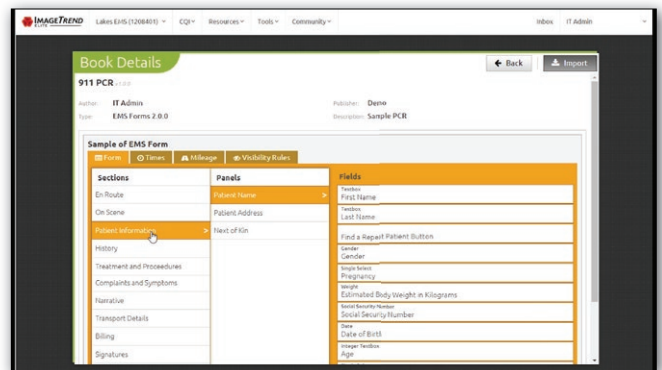 IMAGETREND
ELITE
Lakes EMS (1206401) CQI Resources Tools Community Inbox IT Admin
Book Details
Back Import
911 PCR
Author: IT Admin Publisher: Demo
Type: EMS Forms 2.0.0 Description: Sample PCR
Sample of EMS Form
Form Times Mileage Visibility Rules
Sections Panels Fields
En Route Patient Name > Textbox
First Name
On Scene Patient Address Textbox
Last Name
Patient Information > Next of Kin
Find a Repeat Patient Button
History Gender
Gender
Treatment and Proceedures Single Select
Pregnancy
Complaints and Symptoms Weight
Estimated Body Weight in Kilograms
Narrative Social Security Number
Social Security Number
Transport Details Date
Date of Birth
Billing Integer Textbox
Age
Signatures